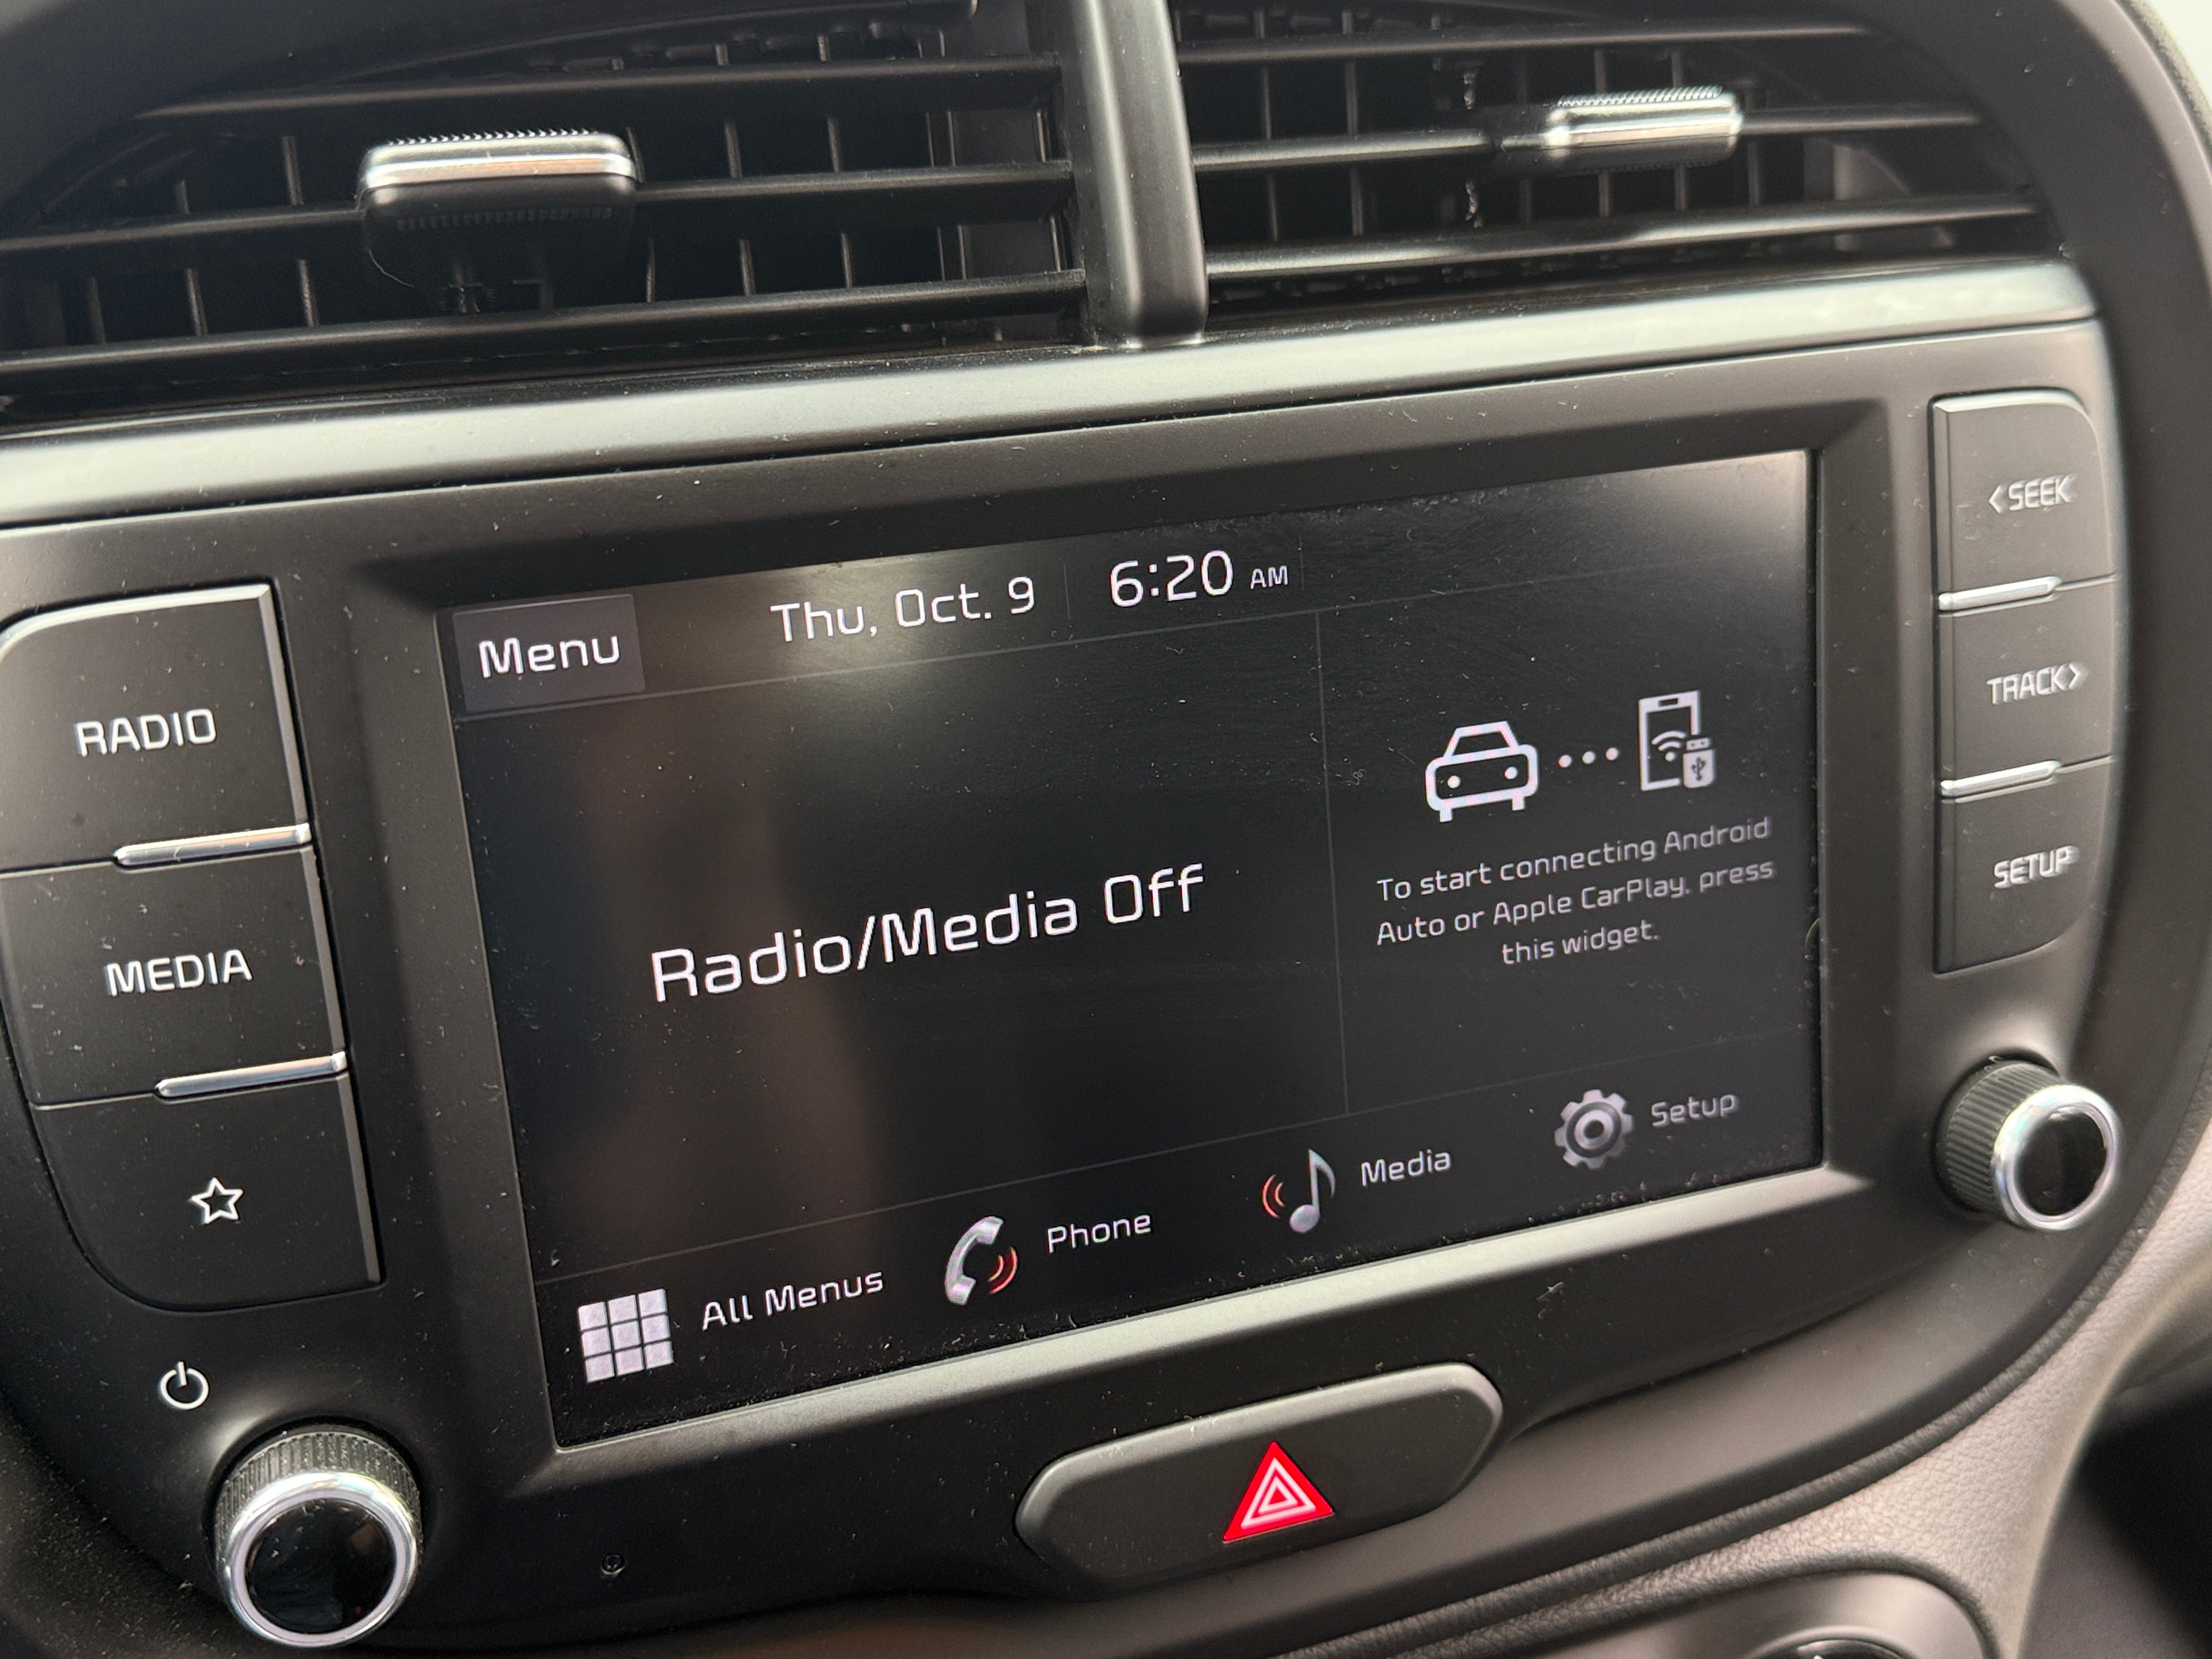 Menu
Thu, Oct. 9
6:20 AM
RADIO
MEDIA
Radio/Media Off
To start connecting Android
Auto or Apple CarPlay, press
this widget.
All Menus
Phone
Media
Setup
<SEEK
TRACK>
SETUP